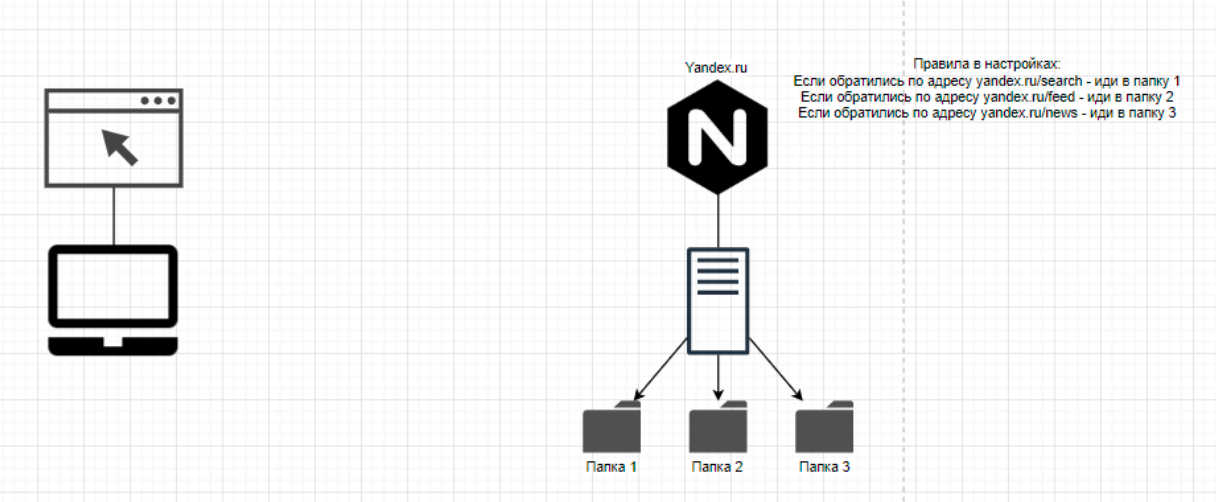 Yandex.ru
Правила в настройках:
Если обратились по адресу yandex.ru/search - иди в папку 1
Если обратились по адресу yandex.ru/feed - иди в папку 2
Если обратились по адресу yandex.ru/news - иди в папку 3
N
Папка 1
Папка 2
Папка 3